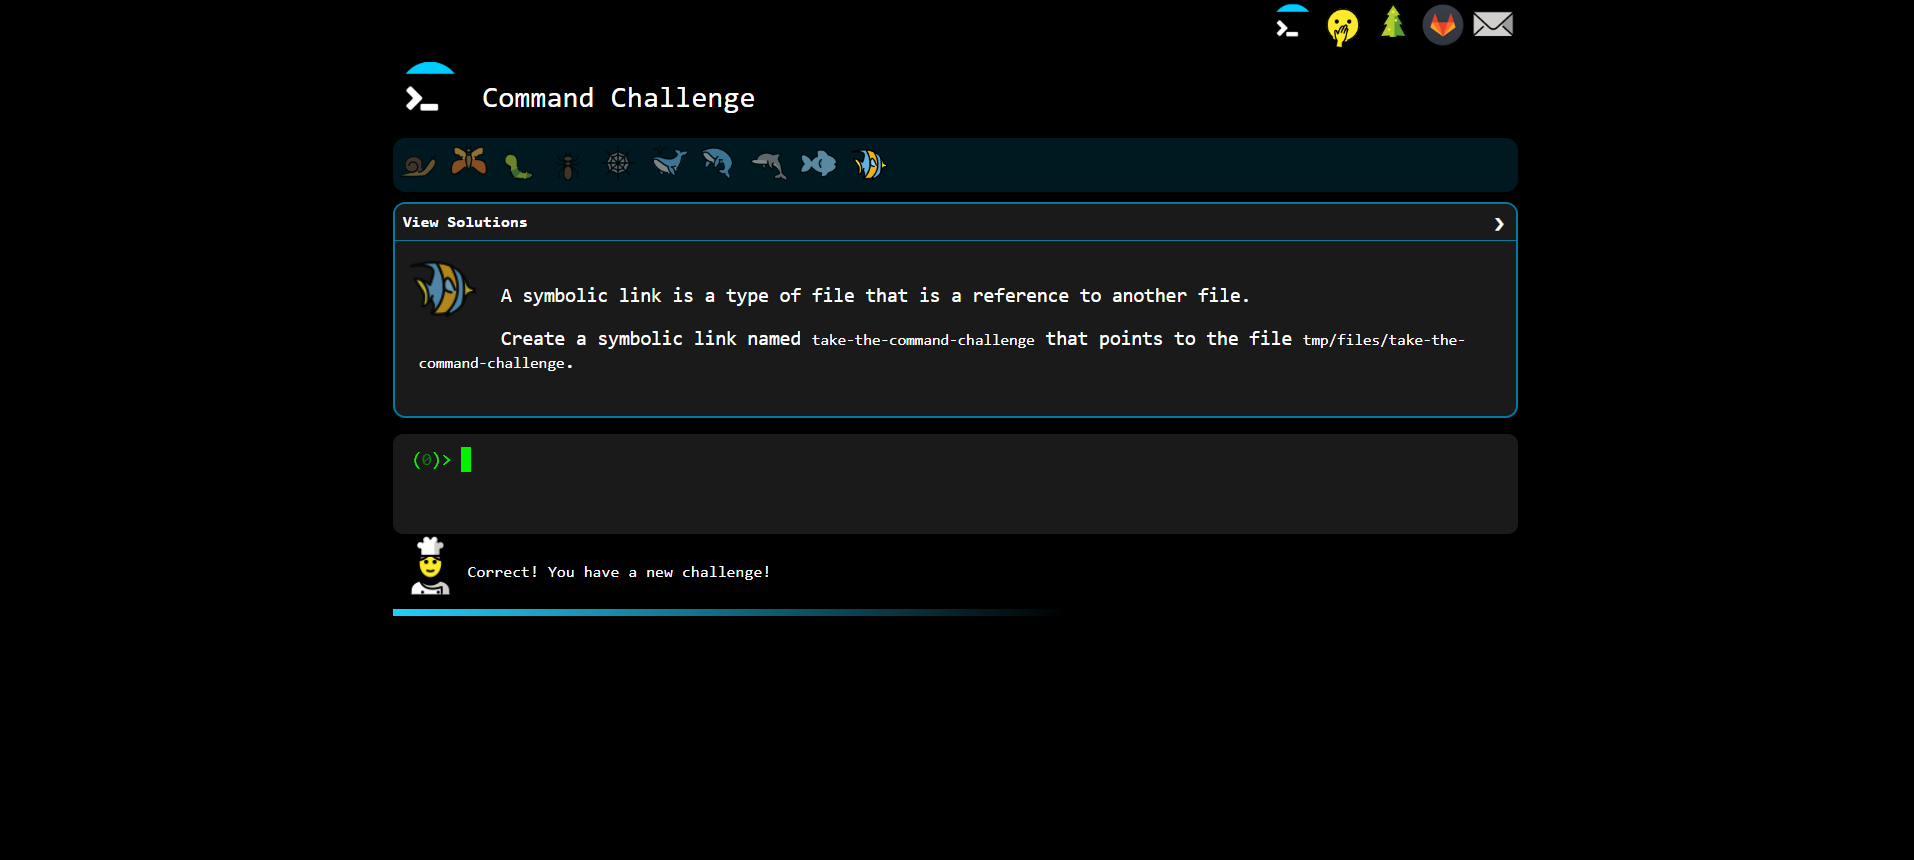 Command Challenge
View Solutions
A symbolic link is a type of file that is a reference to another file.
Create a symbolic link named take-the-command-challenge that points to the file tmp/files/take-the-
command-challenge.
(0)>
Correct! You have a new challenge!